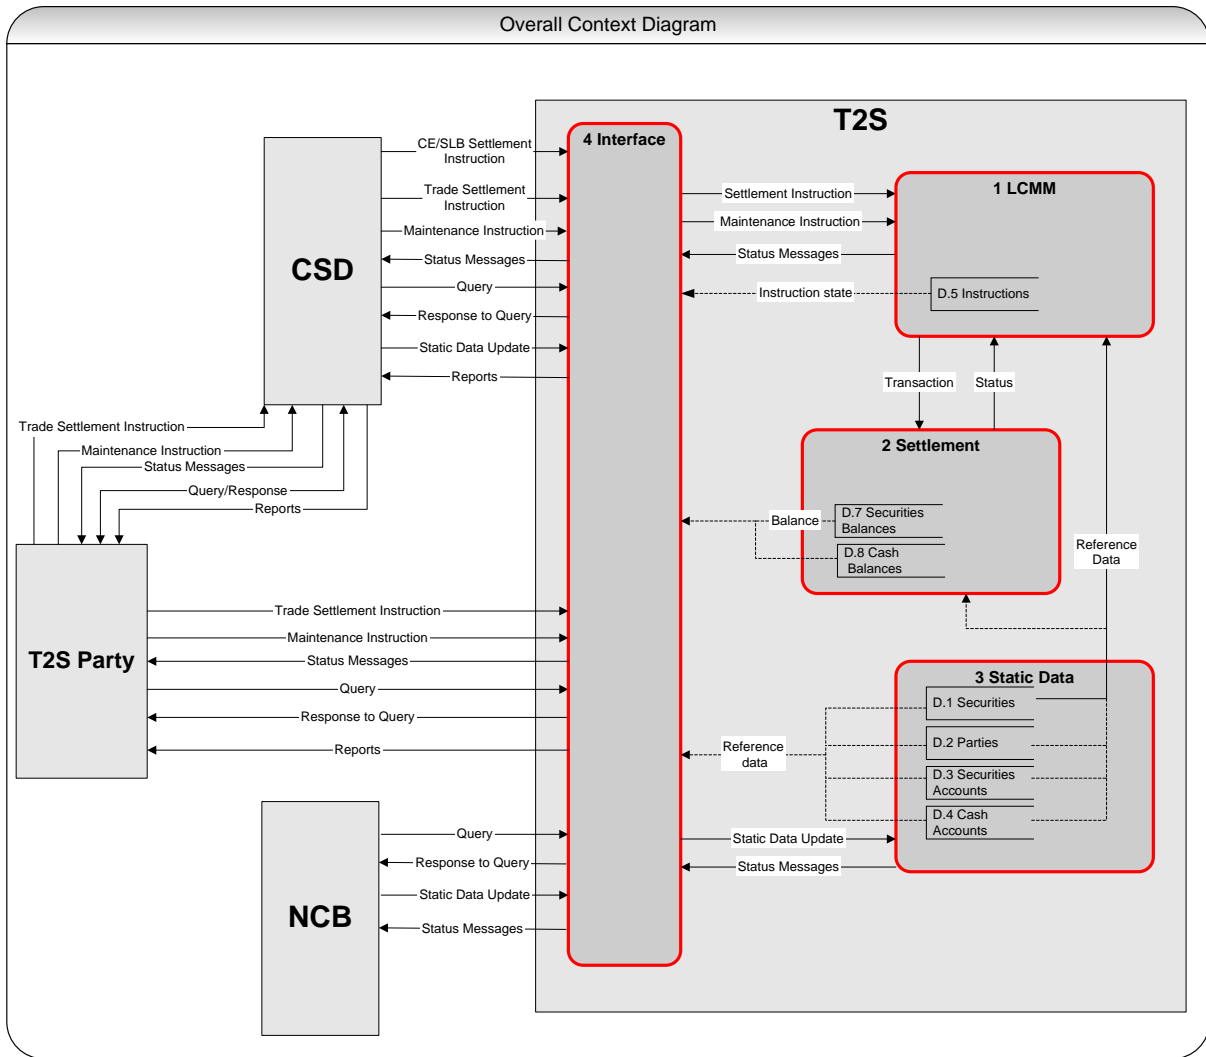 Overall Context Diagram
T2S
4 Interface
CE/SLB Settlement
Instruction
Trade Settlement
Instruction
Maintenance Instruction
Status Messages
Query
Response to Query
Static Data Update
Reports
CSD
Settlement Instruction
Maintenance Instruction
Status Messages
Instruction state
1 LCMM
D.5 Instructions
Transaction
Status
Trade Settlement Instruction
Maintenance Instruction
Status Messages
Query/Response
Reports
2 Settlement
Balance
D.7 Securities
Balances
D.8 Cash
Balances
Reference
Data
T2S Party
Trade Settlement Instruction
Maintenance Instruction
Status Messages
Query
Response to Query
Reports
3 Static Data
D.1 Securities
D.2 Parties
D.3 Securities
Accounts
D.4 Cash
Accounts
Reference
data
Static Data Update
Status Messages
NCB
Query
Response to Query
Static Data Update
Status Messages